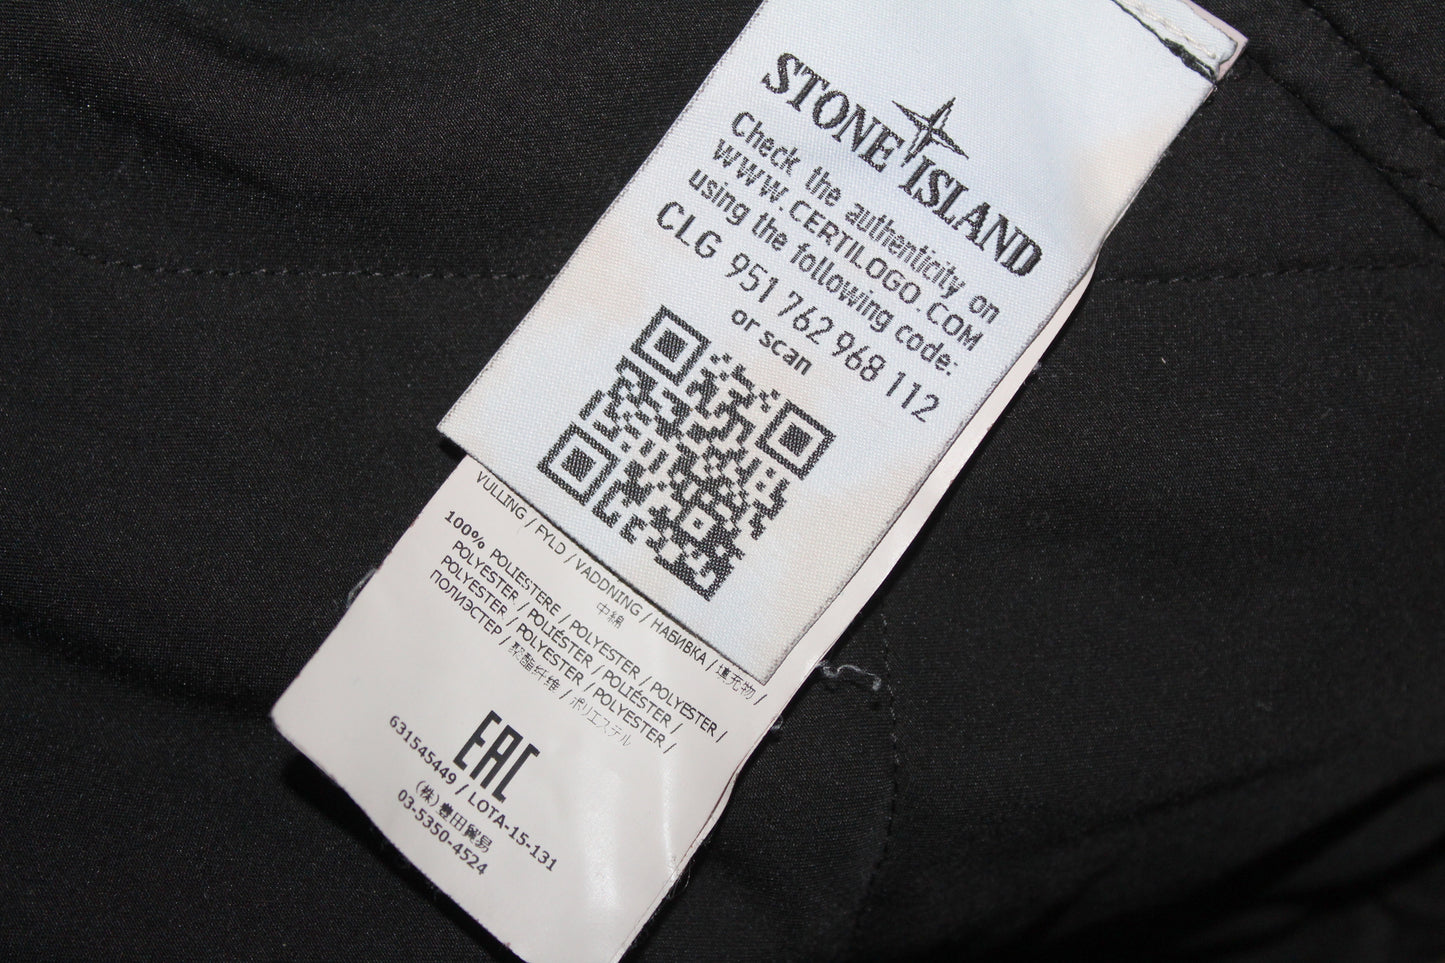 STONE ISLAND
Check the authenticity on
WWW.CERTILOGO.COM
using the following code:
CLG 951 762 968 112
or scan
VULLING / FYLD / VADDNING / НАБИВКА / 填充物 /
中綿
100% POLIESTERE / POLYESTER / POLYESTER /
POLYESTER / POLIÉSTER / POLIÉSTER /
POLYESTER / POLYESTER / POLYESTER /
ПОЛИЭСТЕР / 聚酯纤维 / ポリエステル
EAC
631545449 / LOTA-15-131
(株)豊田貿易
03-5350-4524